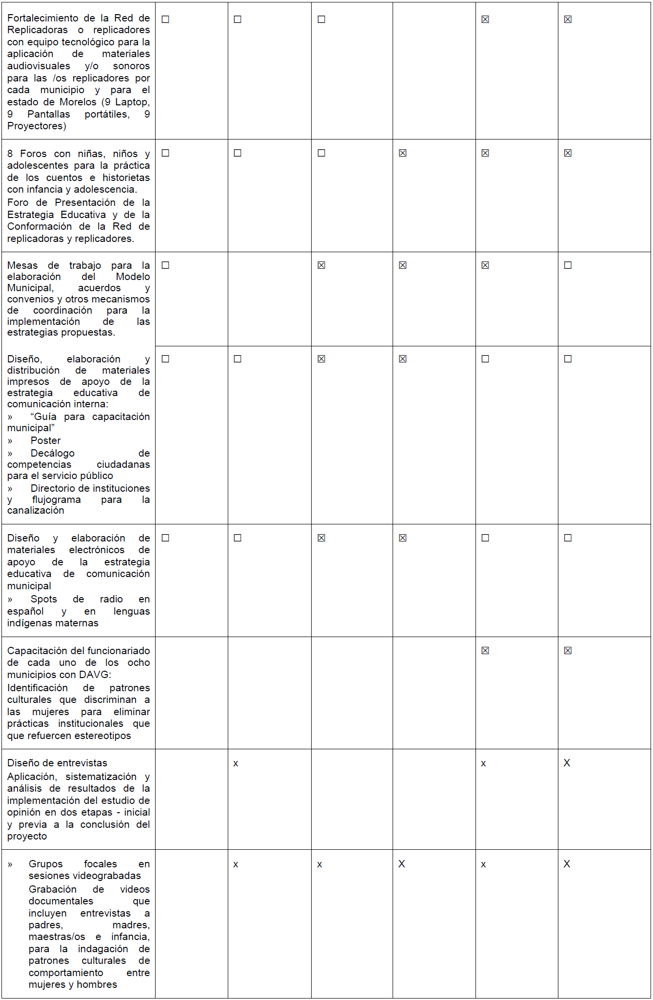 Fortalecimiento de la Red de ☐ ☐ ☐ ☒ ☒
Replicadoras o replicadores
con equipo tecnológico para la
aplicación de materiales
audiovisuales y/o sonoros
para las /os replicadores por
cada municipio y para el
estado de Morelos (9 Laptop,
9 Pantallas portátiles, 9
Proyectores)
8 Foros con niñas, niños y ☐ ☐ ☐ ☒ ☒ ☒
adolescentes para la práctica
de los cuentos e historietas
con infancia y adolescencia.
Foro de Presentación de la
Estrategia Educativa y de la
Conformación de la Red de
replicadoras y replicadores.
Mesas de trabajo para la ☐ ☒ ☒ ☒ ☐
elaboración del Modelo
Municipal, acuerdos y
convenios y otros mecanismos
de coordinación para la
implementación de las
estrategias propuestas.
Diseño, elaboración y ☐ ☐ ☒ ☒ ☐ ☐
distribución de materiales
impresos de apoyo de la
estrategia educativa de
comunicación interna:
» “Guía para capacitación
municipal”
» Poster
» Decálogo de
competencias ciudadanas
para el servicio público
» Directorio de instituciones
y flujograma para la
canalización
Diseño y elaboración de ☐ ☐ ☒ ☒ ☐ ☐
materiales electrónicos de
apoyo de la estrategia
educativa de comunicación
municipal
» Spots de radio en
español y en lenguas
indígenas maternas
Capacitación del funcionariado ☒ ☒
de cada uno de los ocho
municipios con DAVG:
Identificación de patrones
culturales que discriminan a
las mujeres para eliminar
prácticas institucionales que
que refuercen estereotipos
Diseño de entrevistas x x X
Aplicación, sistematización y
análisis de resultados de la
implementación del estudio de
opinión en dos etapas - inicial
y previa a la conclusión del
proyecto
» Grupos focales en x x X x X
sesiones videograbadas
Grabación de videos
documentales que
incluyen entrevistas a
padres, madres,
maestras/os e infancia,
para la indagación de
patrones culturales de
comportamiento entre
mujeres y hombres